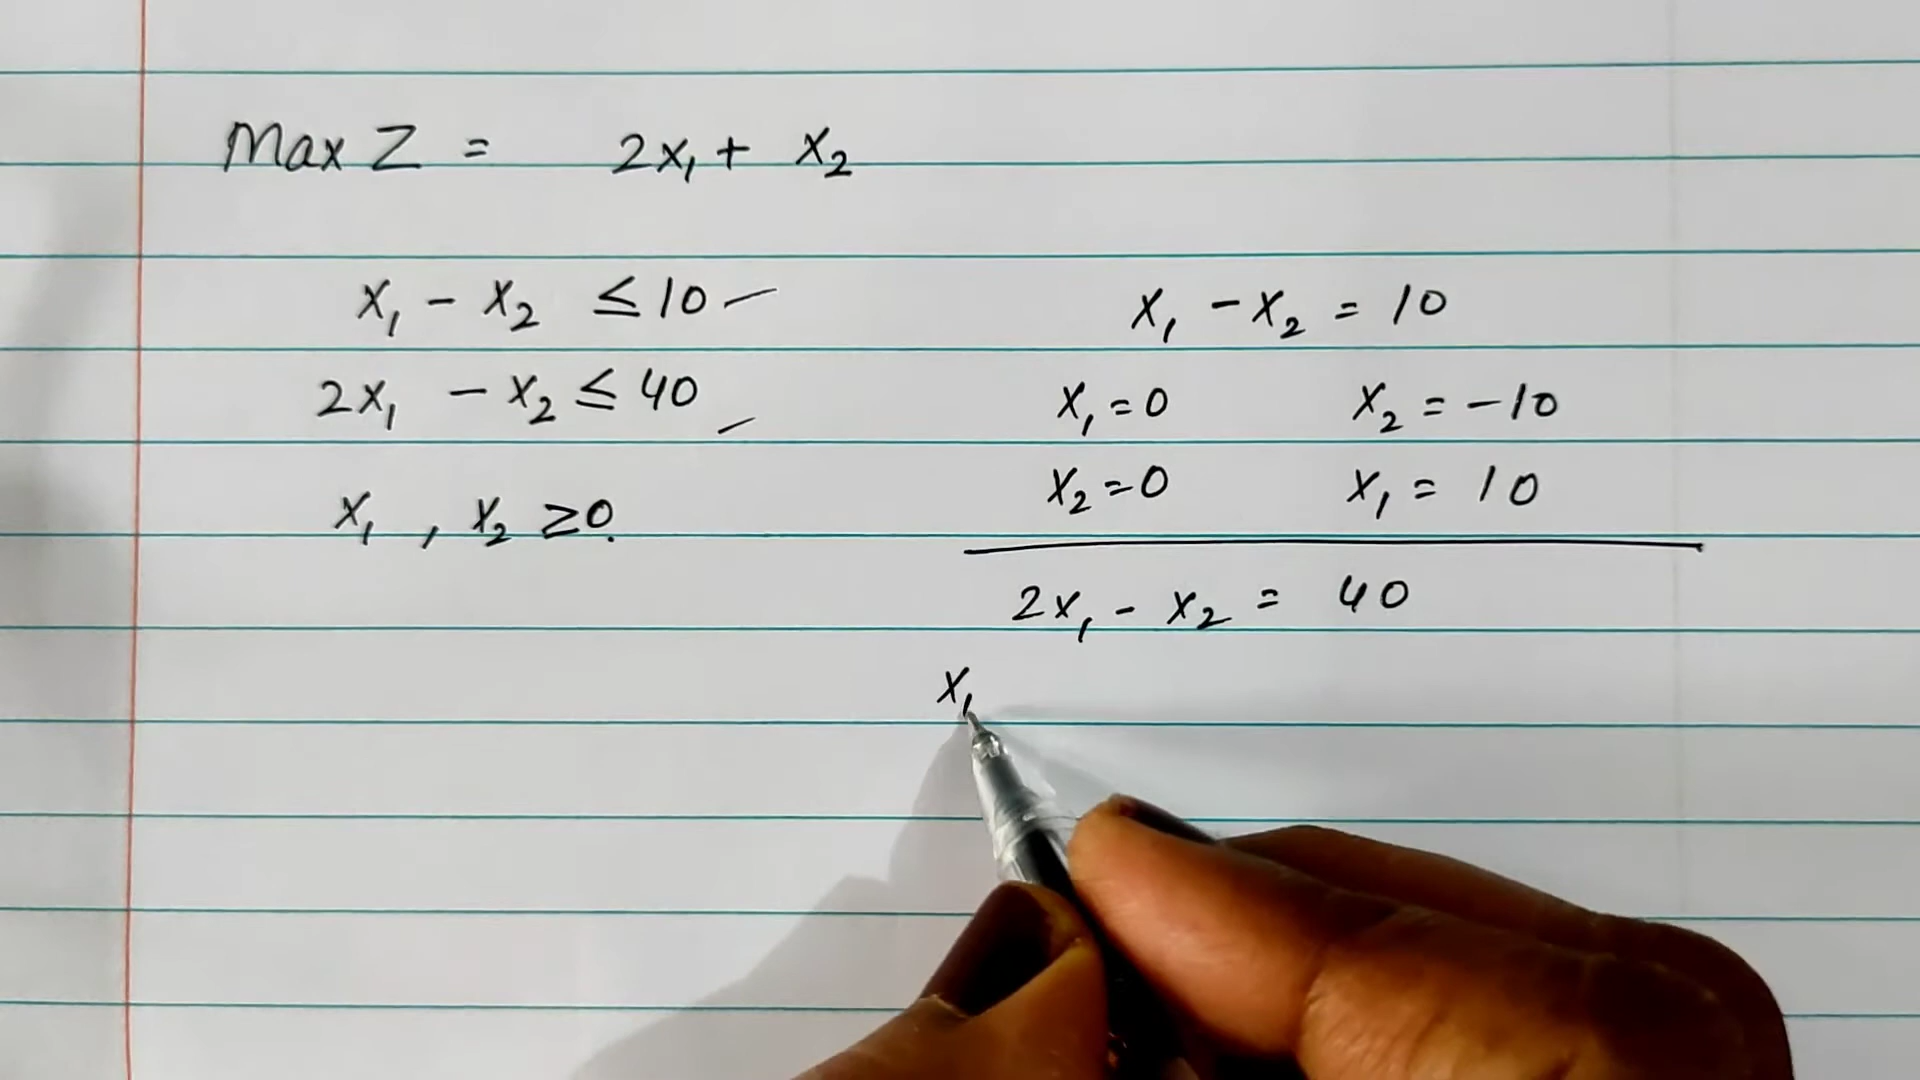 Max Z = 2x₁ + x₂
x₁ - x₂ ≤ 10
2x₁ - x₂ ≤ 40
x₁ , x₂ ≥ 0.
x₁ - x₂ = 10
x₁ = 0 x₂ = -10
x₂ = 0 x₁ = 10
2x₁ - x₂ = 40
x₁